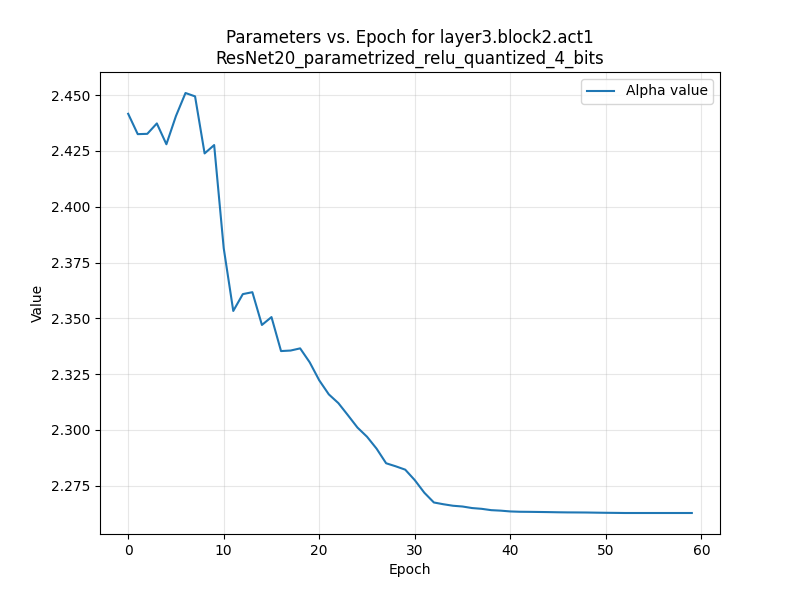 Parameters vs. Epoch for layer3.block2.act1
ResNet20_parametrized_relu_quantized_4_bits
Alpha value
2.450
2.425
2.400
2.375
2.350
2.325
2.300
2.275
Value
0 10 20 30 40 50 60
Epoch